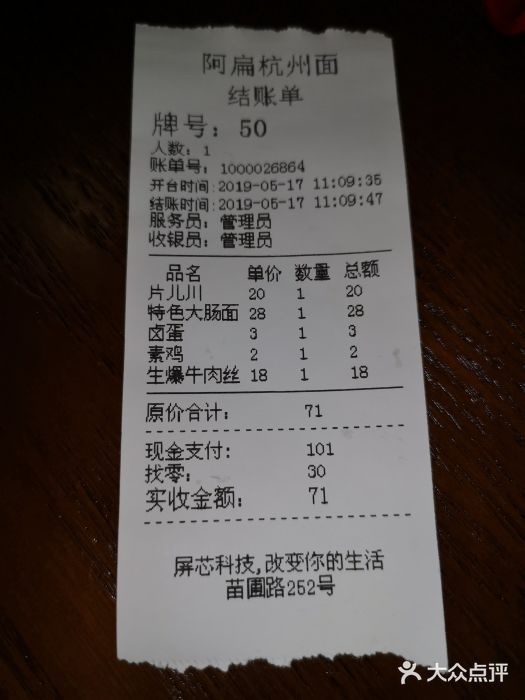 阿扁杭州面
结账单
牌号：50
人数：1
账单号：1000026864
开台时间：2019-05-17 11:09:35
结账时间：2019-05-17 11:09:47
服务员：管理员
收银员：管理员
品名 单价 数量 总额
片儿川 20 1 20
特色大肠面 28 1 28
卤蛋 3 1 3
素鸡 2 1 2
生爆牛肉丝 18 1 18
原价合计： 71
现金支付： 101
找零： 30
实收金额： 71
屏芯科技,改变你的生活
苗圃路252号
大众点评